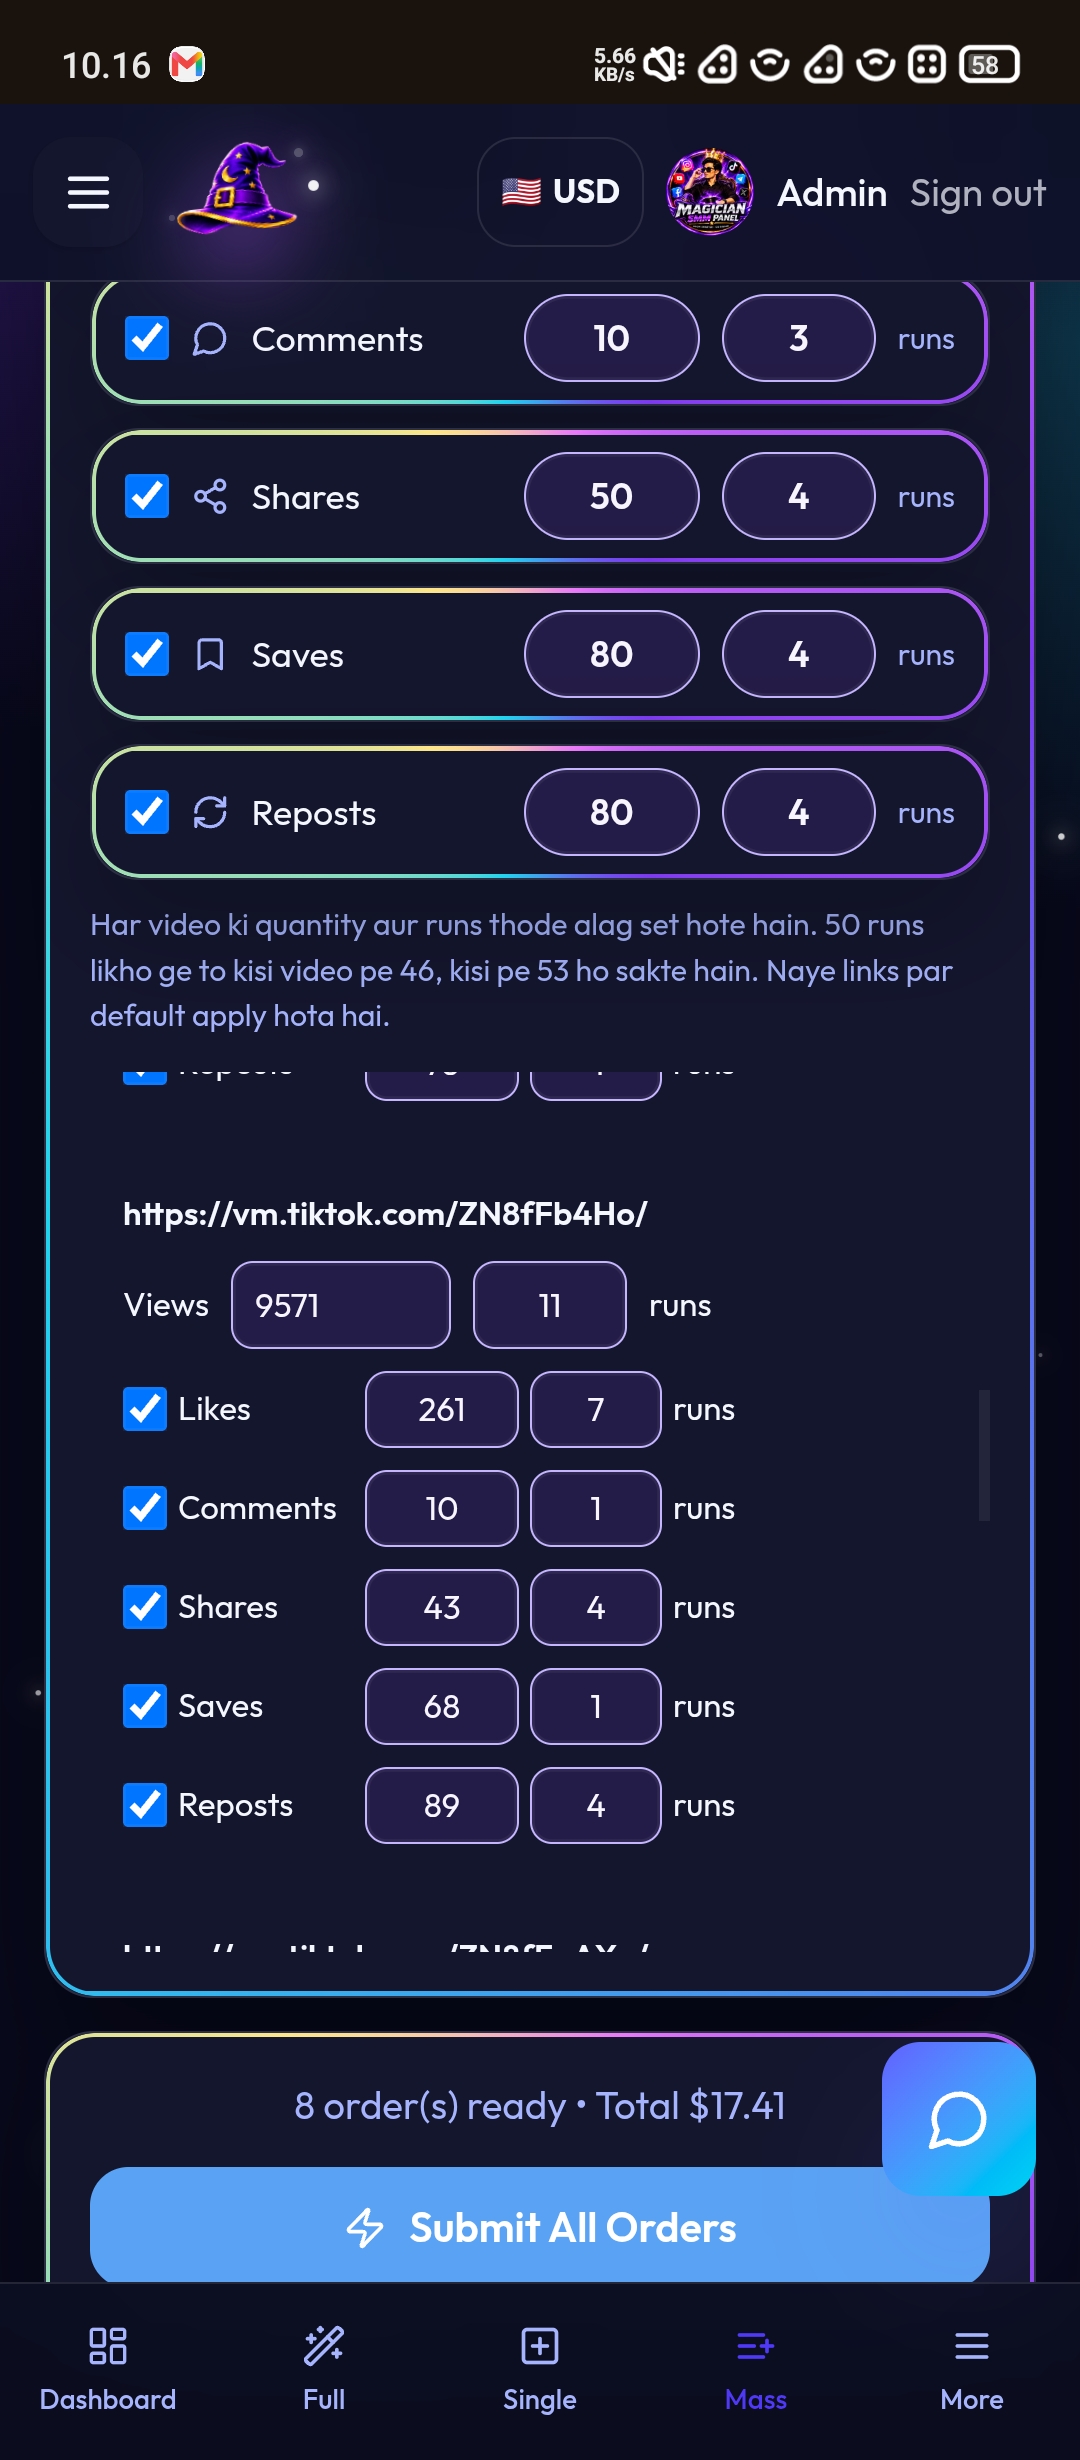 10.16
5.66 KB/s
58
USD
MAGICIAN
SMM PANEL
Admin
Sign out
Comments 10 3 runs
Shares 50 4 runs
Saves 80 4 runs
Reposts 80 4 runs
Har video ki quantity aur runs thode alag set hote hain. 50 runs
likho ge to kisi video pe 46, kisi pe 53 ho sakte hain. Naye links par
default apply hota hai.
https://vm.tiktok.com/ZN8fFb4Ho/
Views 9571 11 runs
Likes 261 7 runs
Comments 10 1 runs
Shares 43 4 runs
Saves 68 1 runs
Reposts 89 4 runs
8 order(s) ready • Total $17.41
Submit All Orders
Dashboard
Full
Single
Mass
More